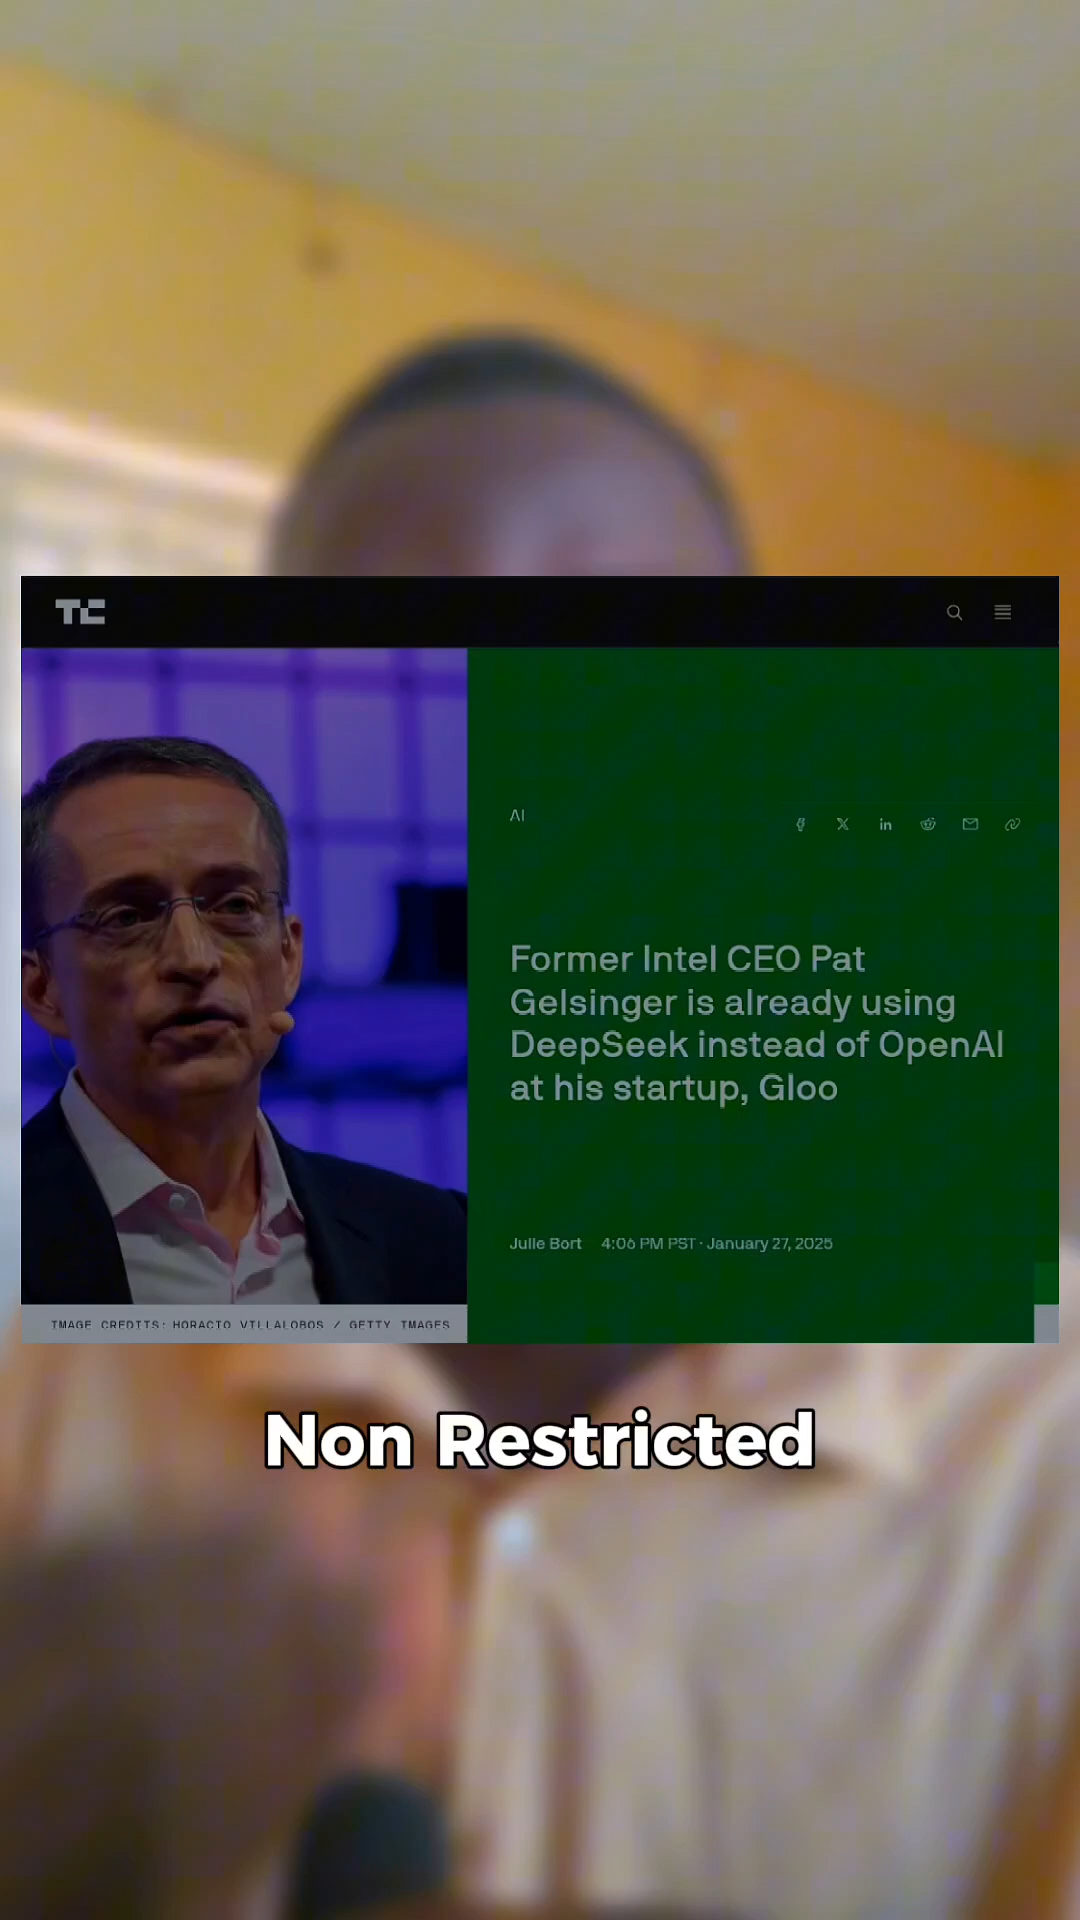 TC
AI
Former Intel CEO Pat
Gelsinger is already using
DeepSeek instead of OpenAI
at his startup, Gloo
Julie Bort 4:06 PM PST · January 27, 2025
IMAGE CREDITS: HORACIO VILLALOBOS / GETTY IMAGES
Non Restricted